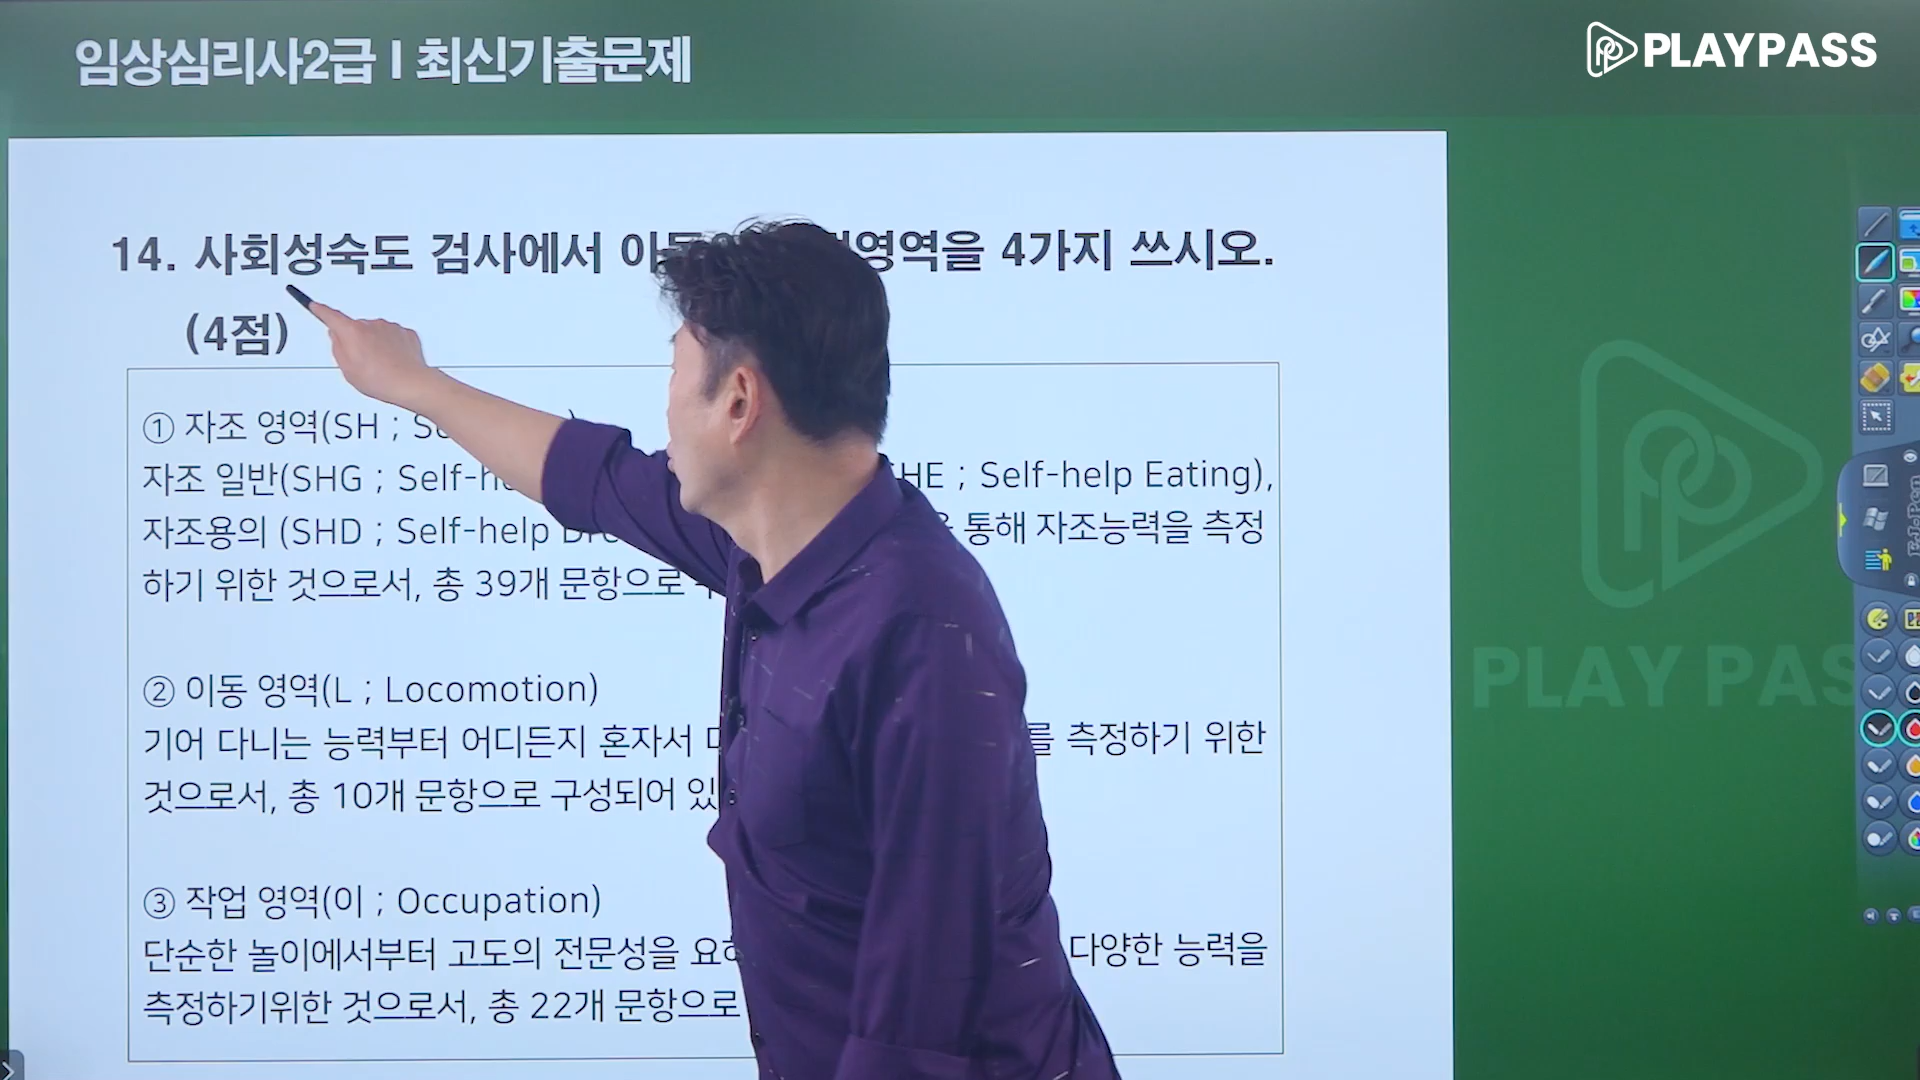 임상심리사2급 I 최신기출문제
PLAYPASS
14. 사회성숙도 검사에서 영역을 4가지 쓰시오.
(4점)
① 자조 영역(SH ;
자조 일반(SHG ; ; Self-help Eating),
자조용의 (SHD ; Self-help 통해 자조능력을 측정
하기 위한 것으로서, 총 39개 문항으로
② 이동 영역(L ; Locomotion)
기어 다니는 능력부터 어디든지 혼자서 를 측정하기 위한
것으로서, 총 10개 문항으로 구성되어
③ 작업 영역(이 ; Occupation)
단순한 놀이에서부터 고도의 전문성을 다양한 능력을
측정하기위한 것으로서, 총 22개 문항으로
PLAY PAS